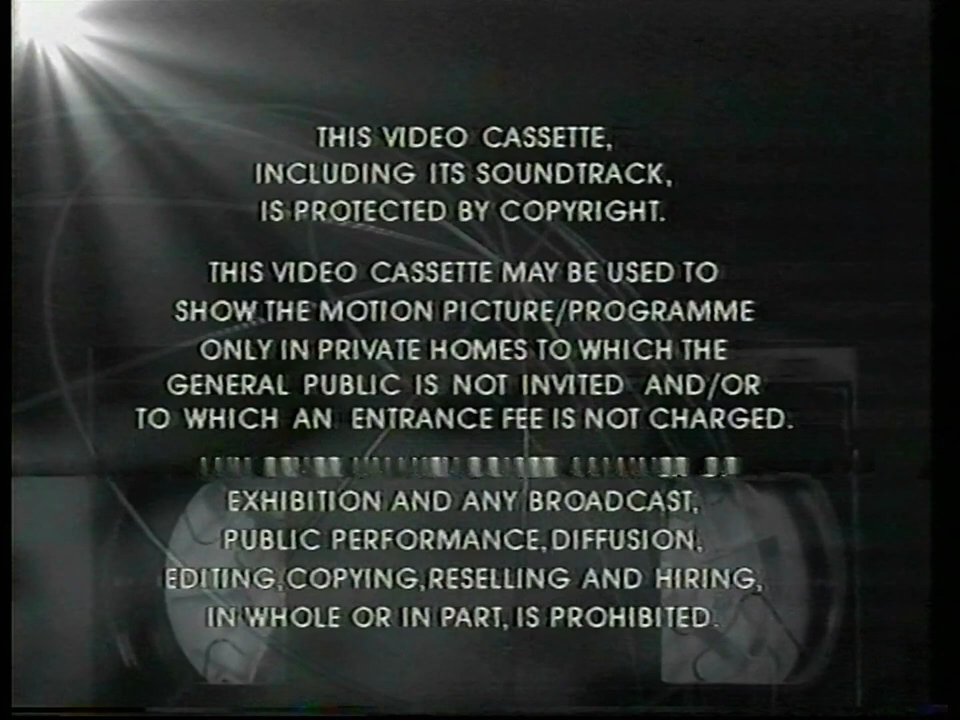 THIS VIDEO CASSETTE,
INCLUDING ITS SOUNDTRACK,
IS PROTECTED BY COPYRIGHT.
THIS VIDEO CASSETTE MAY BE USED TO
SHOW THE MOTION PICTURE/PROGRAMME
ONLY IN PRIVATE HOMES TO WHICH THE
GENERAL PUBLIC IS NOT INVITED AND/OR
TO WHICH AN ENTRANCE FEE IS NOT CHARGED.
EXHIBITION AND ANY BROADCAST,
PUBLIC PERFORMANCE, DIFFUSION,
EDITING, COPYING, RESELLING AND HIRING,
IN WHOLE OR IN PART, IS PROHIBITED.